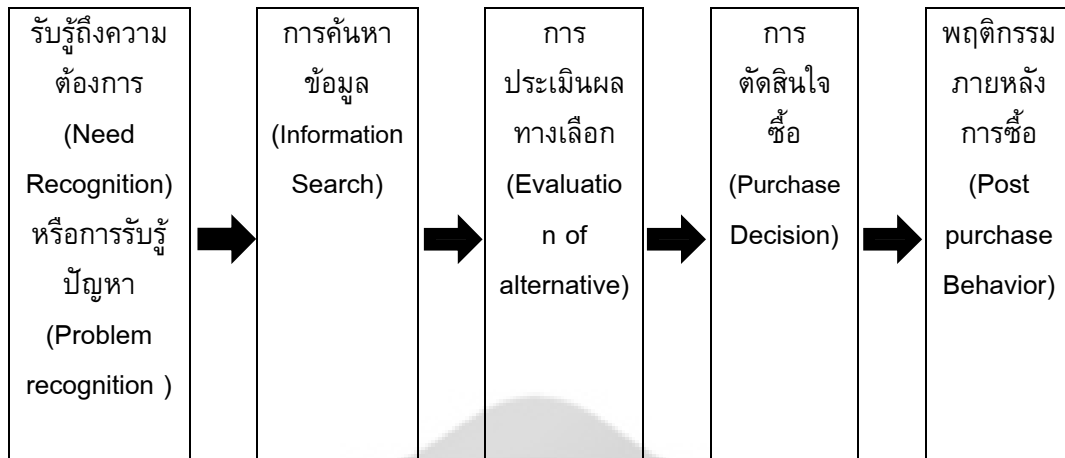 รับรู้ถึงความ
ต้องการ
(Need
Recognition)
หรือการรับรู้
ปัญหา
(Problem
recognition )
การค้นหา
ข้อมูล
(Information
Search)
การ
ประเมินผล
ทางเลือก
(Evaluatio
n of
alternative)
การ
ตัดสินใจ
ซื้อ
(Purchase
Decision)
พฤติกรรม
ภายหลัง
การซื้อ
(Post
purchase
Behavior)